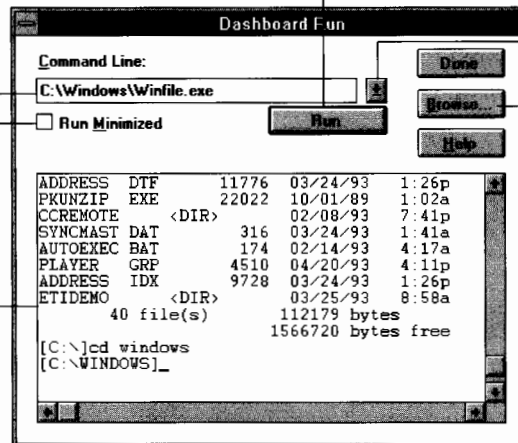 Dashboard Run
Command Line:
Done
C:\Windows\Winfile.exe
Browse...
Run Minimized
Run
Help
ADDRESS DTF 11776 03/24/93 1:26p
PKUNZIP EXE 22022 10/01/89 1:02a
CCREMOTE <DIR> 02/08/93 7:41p
SYNCMAST DAT 316 03/24/93 1:41a
AUTOEXEC BAT 174 02/14/93 4:17a
PLAYER GRP 4510 04/20/93 4:11p
ADDRESS IDX 9728 03/24/93 1:26p
ETIDEMO <DIR> 03/25/93 8:58a
40 file(s) 112179 bytes
1566720 bytes free
[C:\]cd windows
[C:\WINDOWS]_